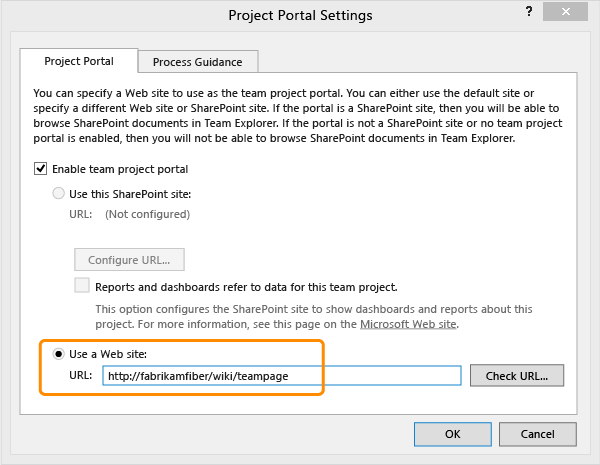 Project Portal Settings
?
Project Portal
Process Guidance
You can specify a Web site to use as the team project portal. You can either use the default site or
specify a different Web site or SharePoint site. If the portal is a SharePoint site, then you will be able to
browse SharePoint documents in Team Explorer. If the portal is not a SharePoint site or no team project
portal is enabled, then you will not be able to browse SharePoint documents in Team Explorer.
Enable team project portal
Use this SharePoint site:
URL: (Not configured)
Configure URL...
Reports and dashboards refer to data for this team project.
This option configures the SharePoint site to show dashboards and reports about this
project. For more information, see this page on the Microsoft Web site.
Use a Web site:
URL: http://fabrikamfiber/wiki/teampage Check URL...
OK Cancel